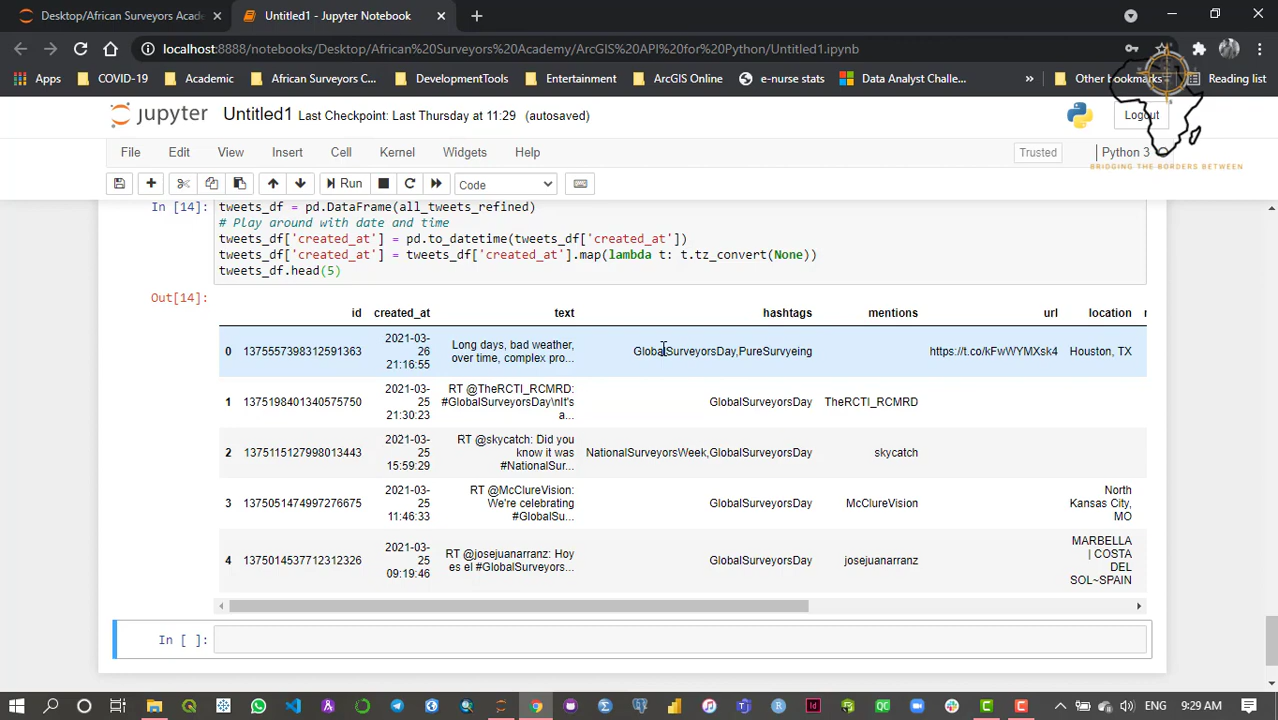 Desktop/African Surveyors Acade
Untitled1 - Jupyter Notebook
localhost:8888/notebooks/Desktop/African%20Surveyors%20Academy/ArcGIS%20API%20for%20Python/Untitled1.ipynb
Apps COVID-19 Academic African Surveyors C... DevelopmentTools Entertainment ArcGIS Online e-nurse stats Data Analyst Challe... » Other bookmarks Reading list
jupyter Untitled1 Last Checkpoint: Last Thursday at 11:29 (autosaved)
Logout
File Edit View Insert Cell Kernel Widgets Help
Trusted Python 3
BRIDGING THE BORDERS BETWEEN
Run Code
In [14]: tweets_df = pd.DataFrame(all_tweets_refined)
# Play around with date and time
tweets_df['created_at'] = pd.to_datetime(tweets_df['created_at'])
tweets_df['created_at'] = tweets_df['created_at'].map(lambda t: t.tz_convert(None))
tweets_df.head(5)
Out[14]:
id created_at text hashtags mentions url location
0 1375557398312591363 2021-03-26 21:16:55 Long days, bad weather, over time, complex pro... GlobalSurveyorsDay,PureSurvyeing https://t.co/kFwWYMXsk4 Houston, TX
1 1375198401340575750 2021-03-25 21:30:23 RT @TheRCTI_RCMRD: #GlobalSurveyorsDay\nIt's a... GlobalSurveyorsDay TheRCTI_RCMRD
2 1375115127998013443 2021-03-25 15:59:29 RT @skycatch: Did you know it was #NationalSur... NationalSurveyorsWeek,GlobalSurveyorsDay skycatch
3 1375051474997276675 2021-03-25 11:46:33 RT @McClureVision: We're celebrating #GlobalSu... GlobalSurveyorsDay McClureVision North Kansas City, MO
4 1375014537712312326 2021-03-25 09:19:46 RT @josejuanarranz: Hoy es el #GlobalSurveyors... GlobalSurveyorsDay josejuanarranz MARBELLA | COSTA DEL SOL~SPAIN
In [ ]:
ENG 9:29 AM